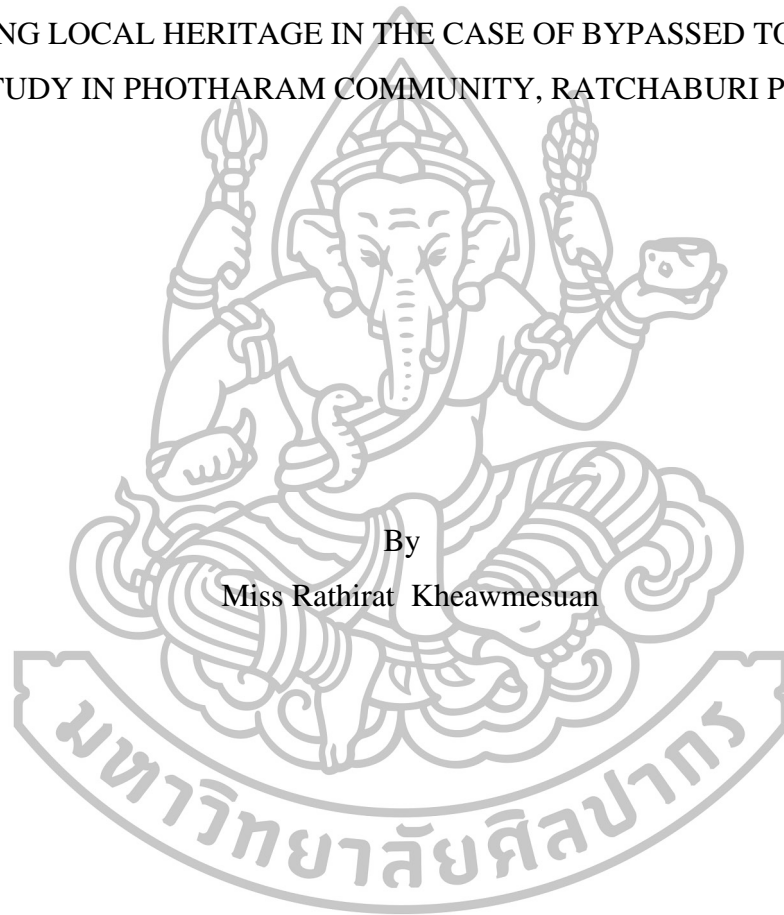 NG LOCAL HERITAGE IN THE CASE OF BYPASSED TO
TUDY IN PHOTHARAM COMMUNITY, RATCHABURI P
By
Miss Rathirat Kheawmesuan
มหาวิทยาลัยศิลปากร